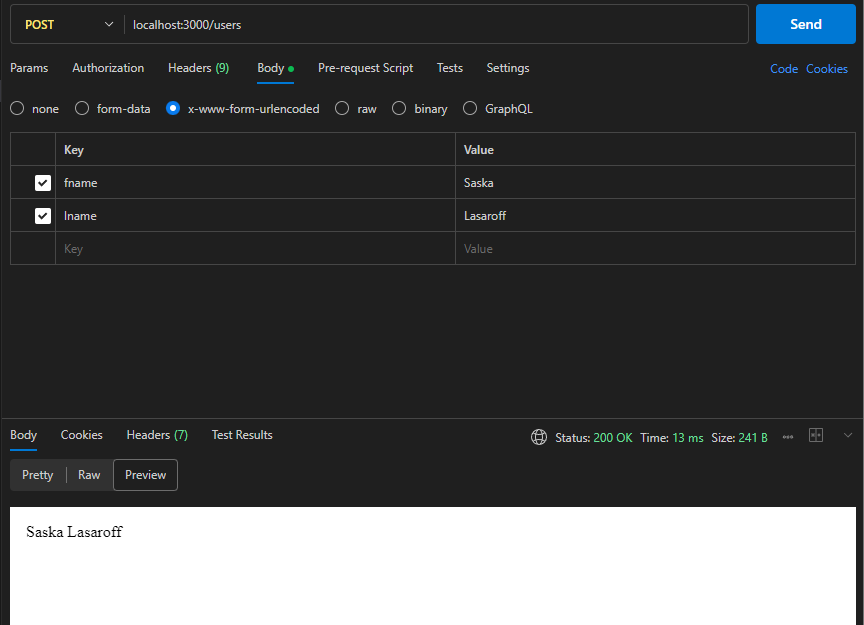 POST localhost:3000/users Send
Params Authorization Headers (9) Body Pre-request Script Tests Settings Code Cookies
none form-data x-www-form-urlencoded raw binary GraphQL
Key Value
fname Saska
lname Lasaroff
Key Value
Body Cookies Headers (7) Test Results Status: 200 OK Time: 13 ms Size: 241 B
Pretty Raw Preview
Saska Lasaroff